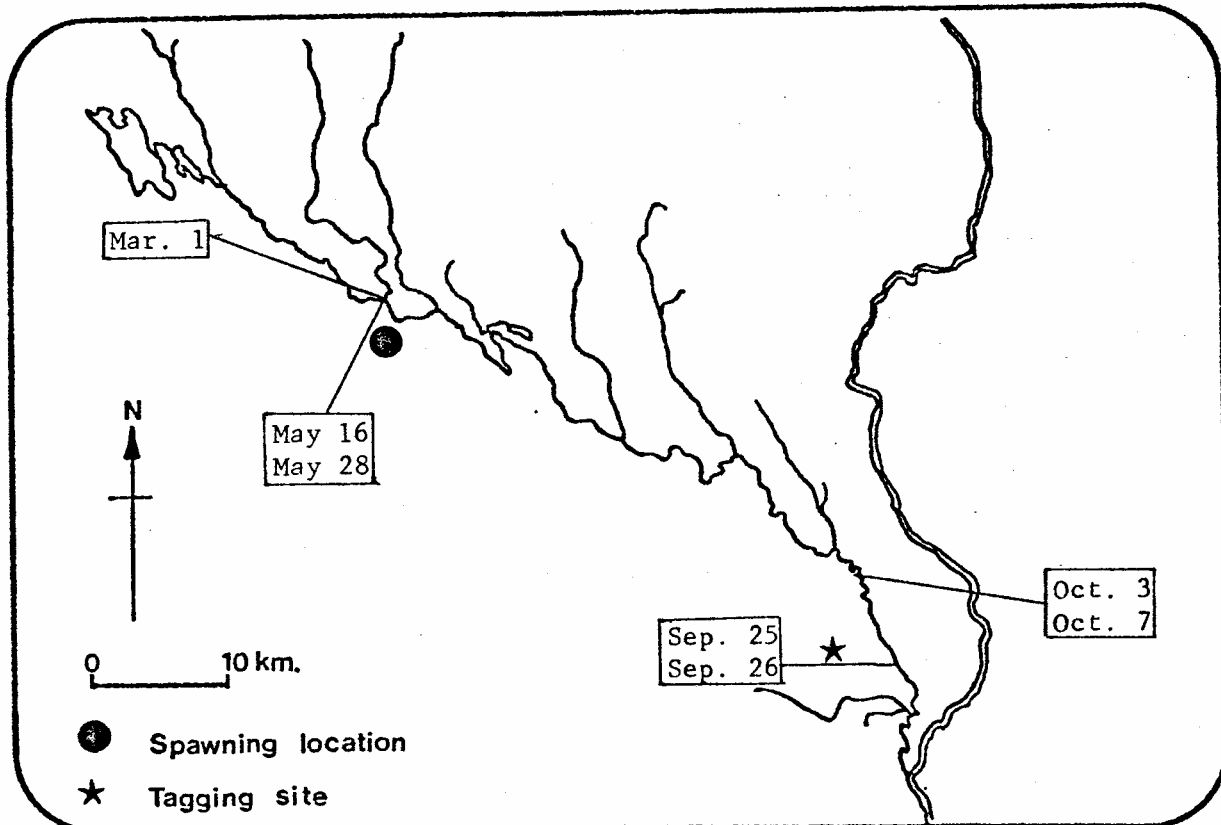 Mar. 1
May 16
May 28
N
Oct. 3
Oct. 7
Sep. 25
Sep. 26
0 10 km.
Spawning location
Tagging site